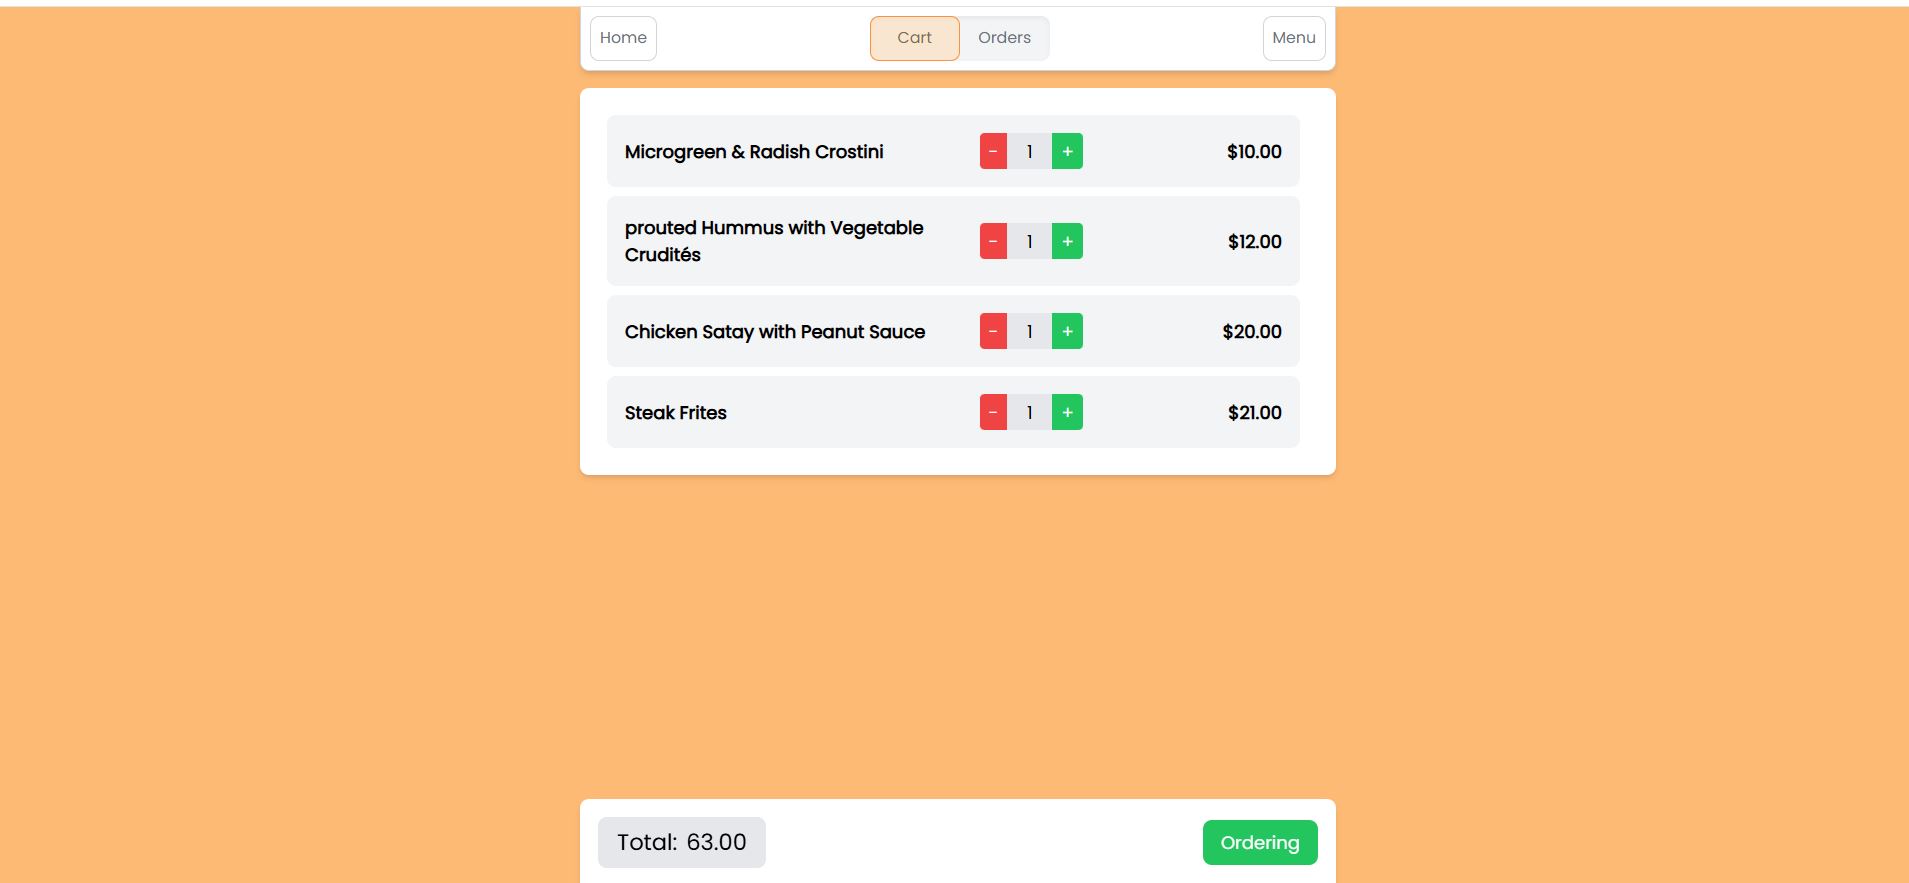 Home Cart Orders Menu
Microgreen & Radish Crostini - 1 + $10.00
prouted Hummus with Vegetable
Crudités - 1 + $12.00
Chicken Satay with Peanut Sauce - 1 + $20.00
Steak Frites - 1 + $21.00
Total: 63.00 Ordering